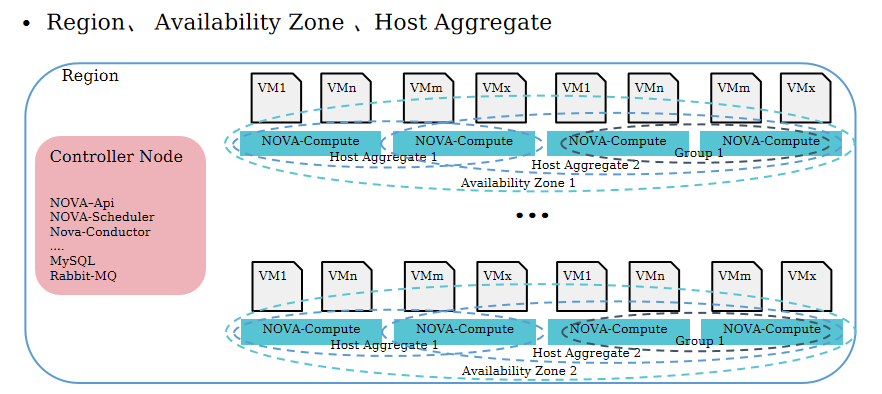 • Region、 Availability Zone 、Host Aggregate
Region
VM1 VMn VMm VMx VM1 VMn VMm VMx
NOVA-Compute NOVA-Compute NOVA-Compute NOVA-Compute
Host Aggregate 1
Group 1
Host Aggregate 2
Availability Zone 1
•••
Controller Node
NOVA–Api
NOVA-Scheduler
Nova-Conductor
....
MySQL
Rabbit-MQ
VM1 VMn VMm VMx VM1 VMn VMm VMx
NOVA-Compute NOVA-Compute NOVA-Compute NOVA-Compute
Host Aggregate 1
Group 1
Host Aggregate 2
Availability Zone 2